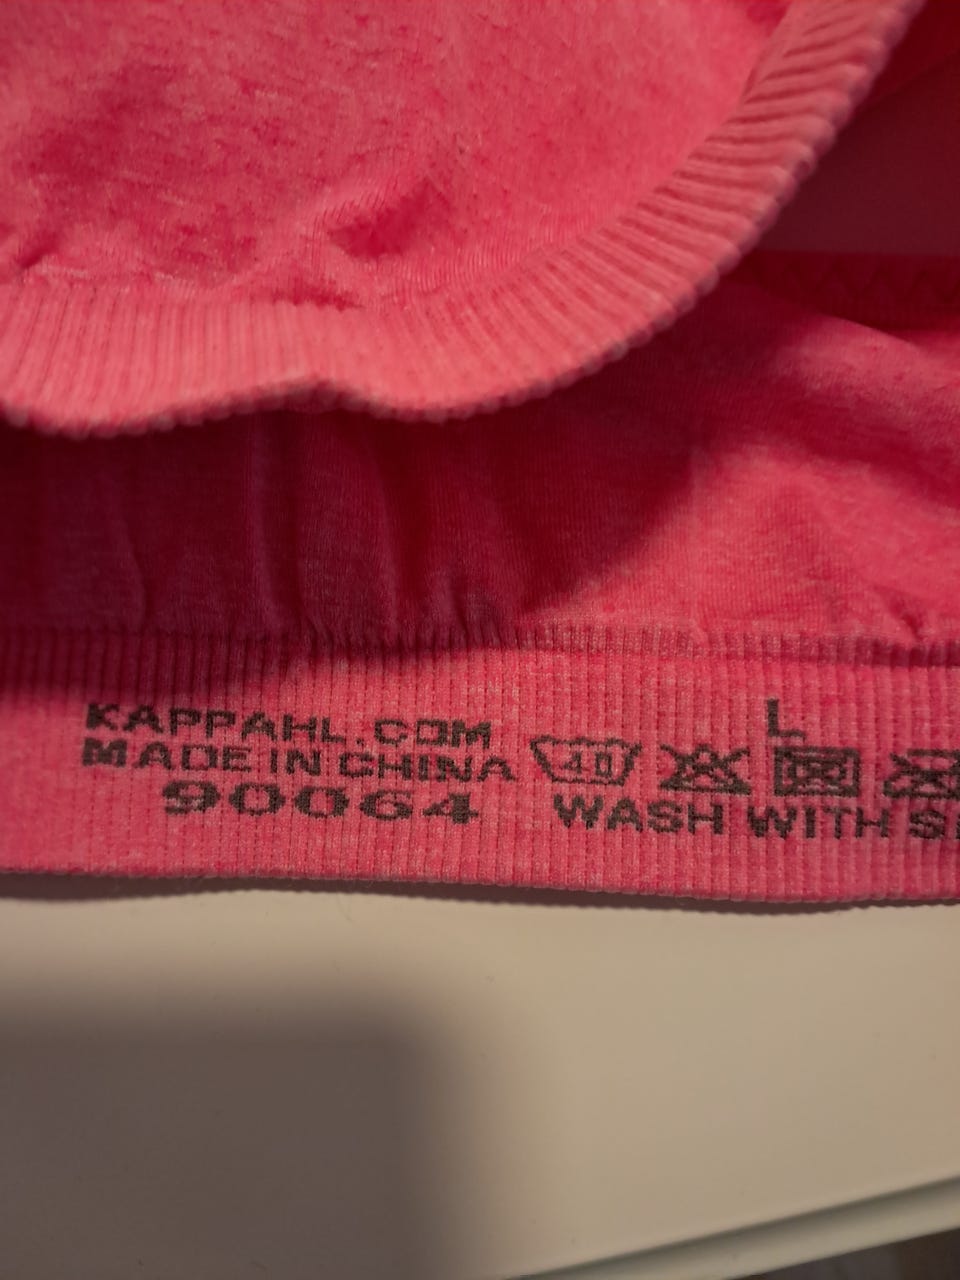 KAPPAHL.COM
MADE IN CHINA
90064
L
40
WASH WITH